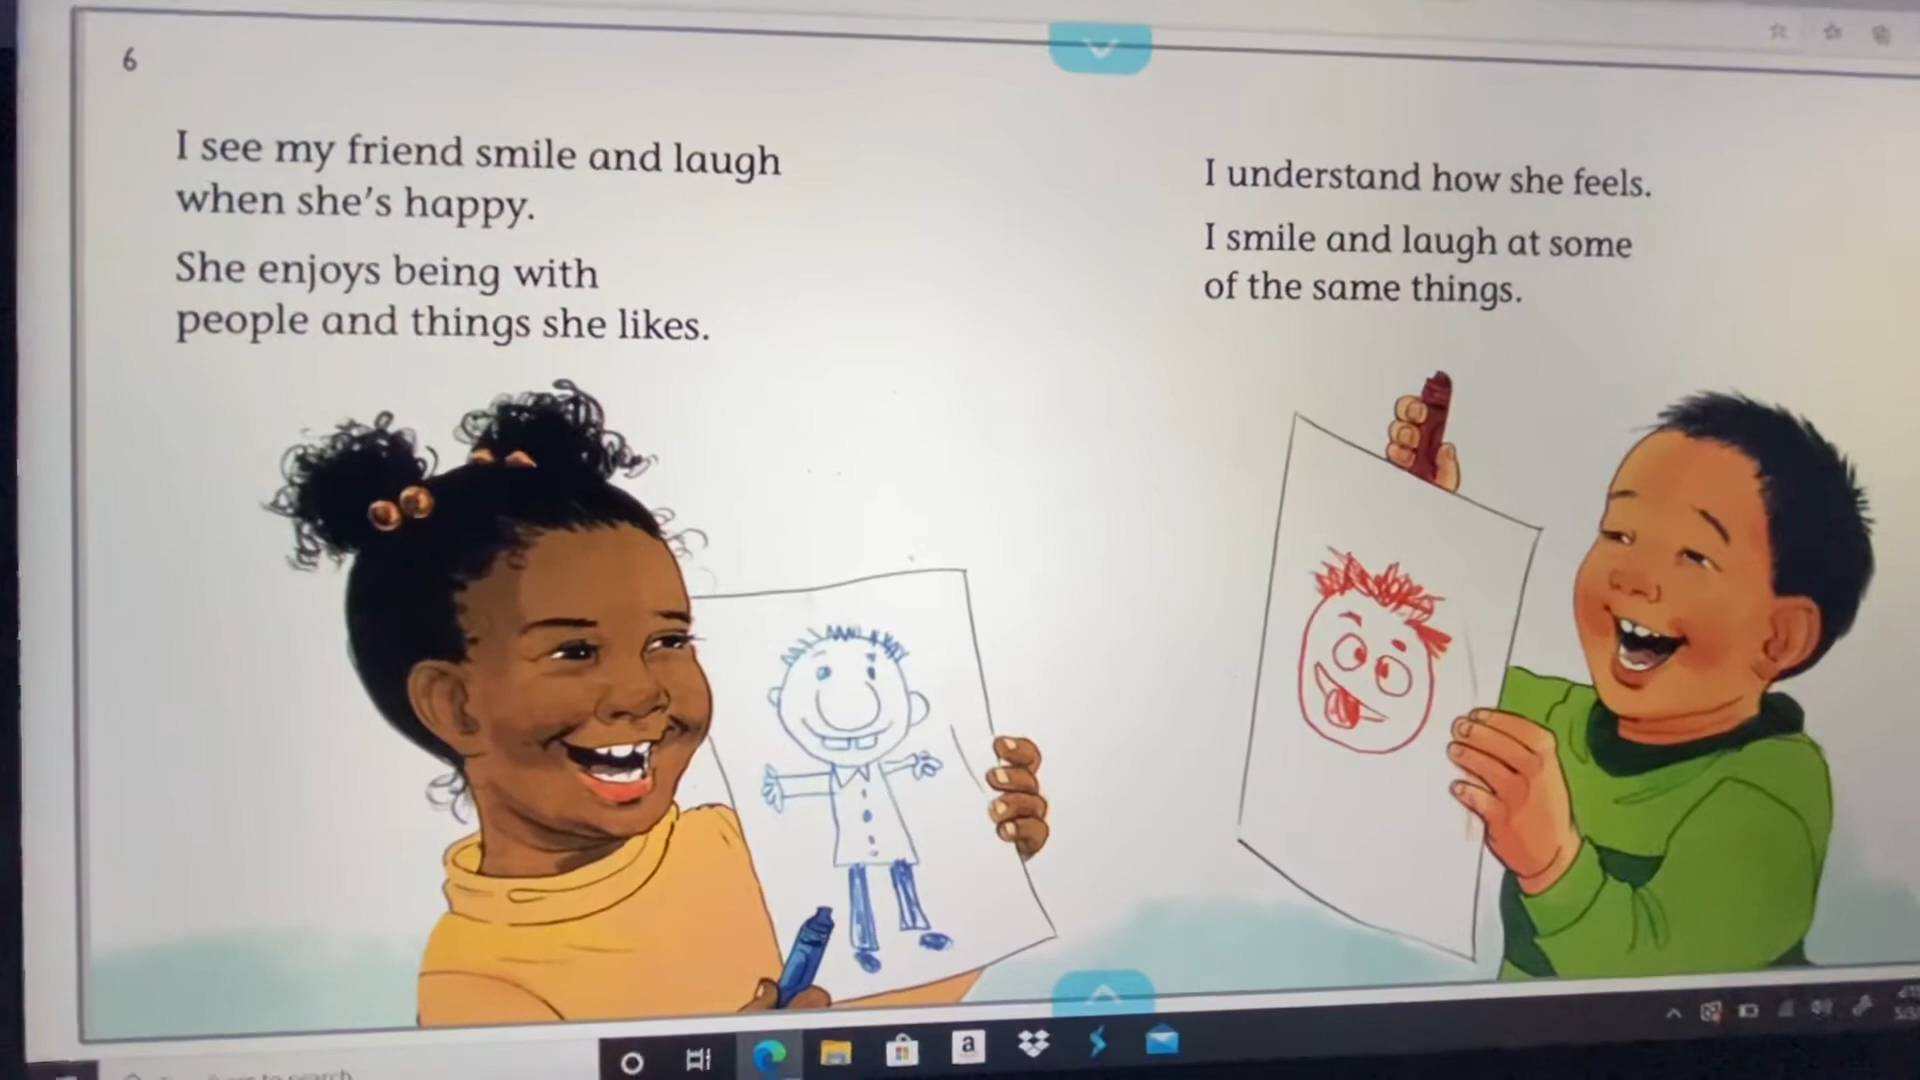 6
I see my friend smile and laugh
when she's happy.
She enjoys being with
people and things she likes.
I understand how she feels.
I smile and laugh at some
of the same things.
a